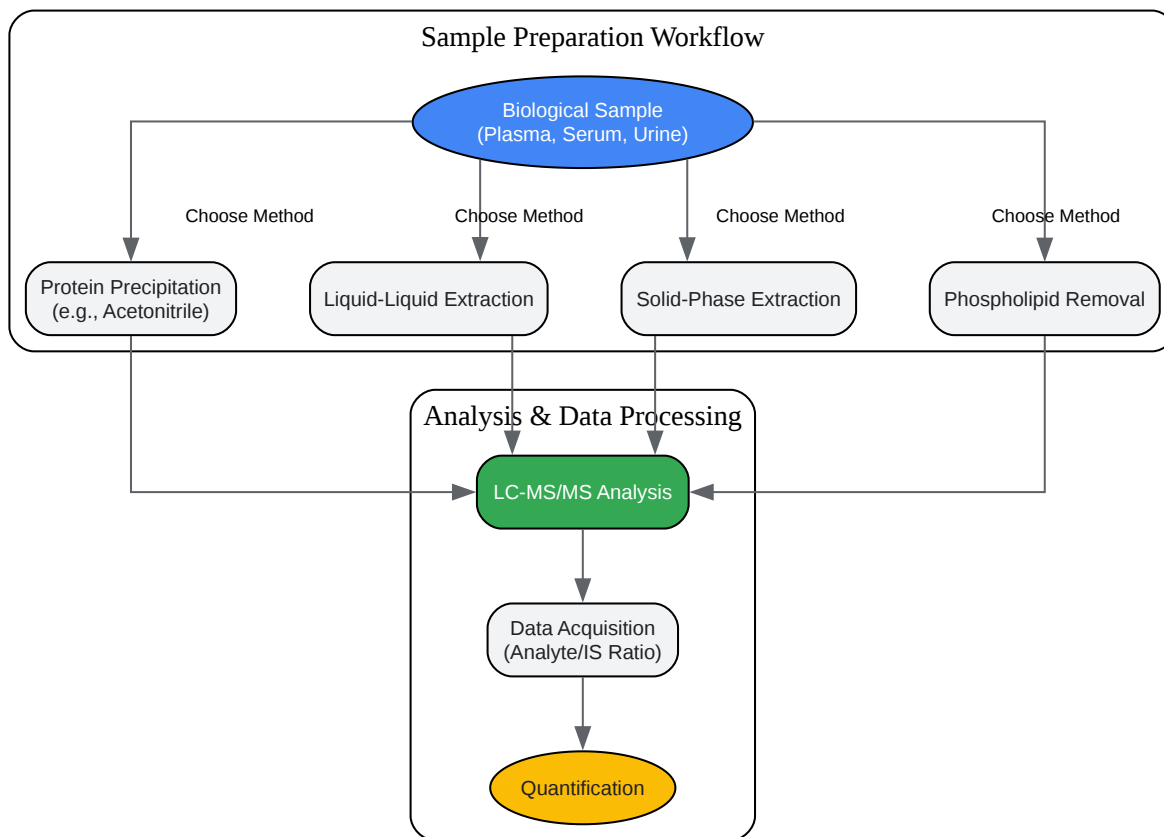 Sample Preparation Workflow
Biological Sample
(Plasma, Serum, Urine)
Choose Method
Choose Method
Choose Method
Choose Method
Protein Precipitation
(e.g., Acetonitrile)
Liquid-Liquid Extraction
Solid-Phase Extraction
Phospholipid Removal
Analysis & Data Processing
LC-MS/MS Analysis
Data Acquisition
(Analyte/IS Ratio)
Quantification